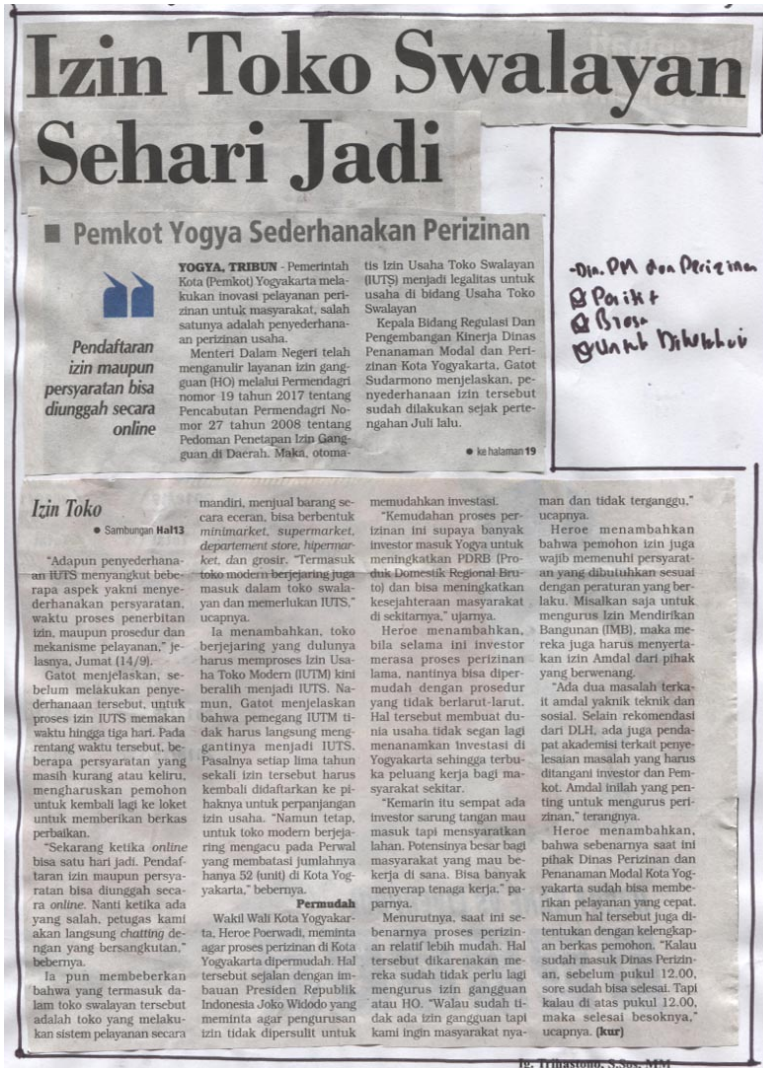 Izin Toko Swalayan
Sehari Jadi
■ Pemkot Yogya Sederhanakan Perizinan
Pendaftaran
izin maupun
persyaratan bisa
diunggah secara
online
YOGYA, TRIBUN - Pemerintah
Kota (Pemkot) Yogyakarta mela-
kukan inovasi pelayanan peri-
zinan untuk masyarakat, salah
satunya adalah penyederhana-
an perizinan usaha.
Menteri Dalam Negeri telah
menganulir layanan izin gang-
guan (HO) melalui Permendagri
nomor 19 tahun 2017 tentang
Pencabutan Permendagri No-
mor 27 tahun 2008 tentang
Pedoman Penetapan Izin Gang-
guan di Daerah. Maka, otoma-
tis Izin Usaha Toko Swalayan
(IUTS) menjadi legalitas untuk
usaha di bidang Usaha Toko
Swalayan
Kepala Bidang Regulasi Dan
Pengembangan Kinerja Dinas
Penanaman Modal dan Peri-
zinan Kota Yogyakarta, Gatot
Sudarmono menjelaskan, pe-
nyederhanaan izin tersebut
sudah dilakukan sejak perte-
ngahan Juli lalu.
● ke halaman 19
-Din. PM dan Perizinan
Positif
Untuk Diketahui
Izin Toko
● Sambungan Hal13
"Adapun penyederhana-
an IUTS menyangkut bebe-
rapa aspek yakni menye-
derhanakan persyaratan,
waktu proses penerbitan
izin, maupun prosedur dan
mekanisme pelayanan," je-
lasnya, Jumat (14/9).
Gatot menjelaskan, se-
belum melakukan penye-
derhanaan tersebut, untuk
proses izin IUTS memakan
waktu hingga tiga hari. Pada
rentang waktu tersebut, be-
berapa persyaratan yang
masih kurang atau keliru,
mengharuskan pemohon
untuk kembali lagi ke loket
untuk memberikan berkas
perbaikan.
"Sekarang ketika online
bisa satu hari jadi. Pendaf-
taran izin maupun persya-
ratan bisa diunggah seca-
ra online. Nanti ketika ada
yang salah, petugas kami
akan langsung chatting de-
ngan yang bersangkutan,"
bebernya.
Ia pun membeberkan
bahwa yang termasuk da-
lam toko swalayan tersebut
adalah toko yang melaku-
kan sistem pelayanan secara
mandiri, menjual barang se-
cara eceran, bisa berbentuk
minimarket, supermarket,
departement store, hipermar-
ket, dan grosir. "Termasuk
toko modern berjejaring juga
masuk dalam toko swala-
yan dan memerlukan IUTS,"
ucapnya.
Ia menambahkan, toko
berjejaring yang dulunya
harus memproses Izin Usa-
ha Toko Modern (IUTM) kini
beralih menjadi IUTS. Na-
mun, Gatot menjelaskan
bahwa pemegang IUTM ti-
dak harus langsung meng-
gantinya menjadi IUTS.
Pasalnya setiap lima tahun
sekali izin tersebut harus
kembali didaftarkan ke pi-
haknya untuk perpanjangan
izin usaha. "Namun tetap,
untuk toko modern berjeja-
ring mengacu pada Perwal
yang membatasi jumlahnya
hanya 52 (unit) di Kota Yog-
yakarta," bebernya.
Permudah
Wakil Wali Kota Yogyakar-
ta, Heroe Poerwadi, meminta
agar proses perizinan di Kota
Yogyakarta dipermudah. Hal
tersebut sejalan dengan im-
bauan Presiden Republik
Indonesia Joko Widodo yang
meminta agar pengurusan
izin tidak dipersulit untuk
memudahkan investasi.
"Kemudahan proses per-
izinan ini supaya banyak
investor masuk Yogya untuk
meningkatkan PDRB (Pro-
duk Domestik Regional Bru-
to) dan bisa meningkatkan
kesejahteraan masyarakat
di sekitarnya," ujarnya.
Heroe menambahkan,
bila selama ini investor
merasa proses perizinan
lama, nantinya bisa diper-
mudah dengan prosedur
yang tidak berlarut-larut.
Hal tersebut membuat du-
nia usaha tidak segan lagi
menanamkan investasi di
Yogyakarta sehingga terbu-
ka peluang kerja bagi ma-
syarakat sekitar.
"Kemarin itu sempat ada
investor sarung tangan mau
masuk tapi mensyaratkan
lahan. Potensinya besar bagi
masyarakat yang mau be-
kerja di sana. Bisa banyak
menyerap tenaga kerja," pa-
parnya.
Menurutnya, saat ini se-
benarnya proses perizin-
an relatif lebih mudah. Hal
tersebut dikarenakan me-
reka sudah tidak perlu lagi
mengurus izin gangguan
atau HO. "Walau sudah ti-
dak ada izin gangguan tapi
kami ingin masyarakat nya-
man dan tidak terganggu,"
ucapnya.
Heroe menambahkan
bahwa pemohon izin juga
wajib memenuhi persyarat-
an yang dibutuhkan sesuai
dengan peraturan yang ber-
laku. Misalkan saja untuk
mengurus Izin Mendirikan
Bangunan (IMB), maka me-
reka juga harus menyerta-
kan izin Amdal dari pihak
yang berwenang.
"Ada dua masalah terka-
it amdal yaknik teknik dan
sosial. Selain rekomendasi
dari DLH, ada juga penda-
pat akademisi terkait penye-
lesaian masalah yang harus
ditangani investor dan Pem-
kot. Amdal inilah yang pen-
ting untuk mengurus peri-
zinan," terangnya.
Heroe menambahkan,
bahwa sebenarnya saat ini
pihak Dinas Perizinan dan
Penanaman Modal Kota Yog-
yakarta sudah bisa membe-
rikan pelayanan yang cepat.
Namun hal tersebut juga di-
tentukan dengan kelengkap-
an berkas pemohon. "Kalau
sudah masuk Dinas Perizin-
an, sebelum pukul 12.00,
sore sudah bisa selesai. Tapi
kalau di atas pukul 12.00,
maka selesai besoknya,"
ucapnya. (kur)
Ig. Trihastono, S.Sos, MM